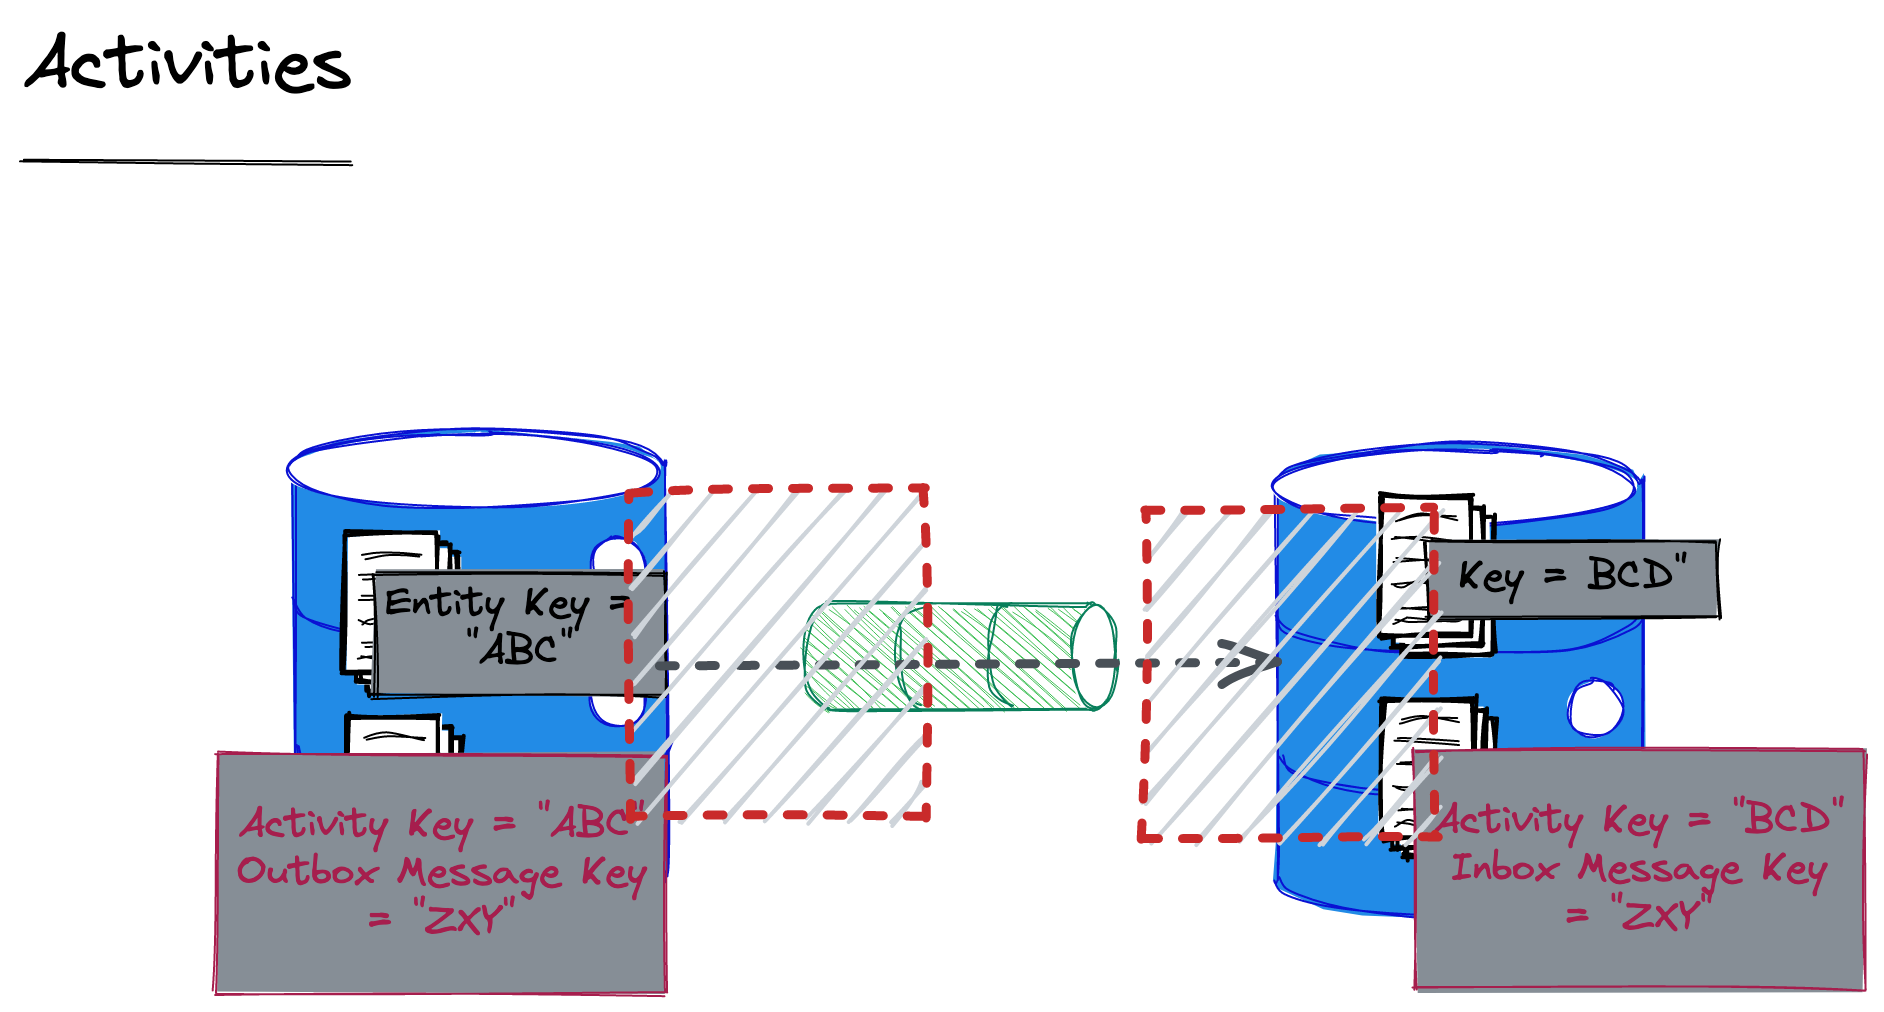 Activities
Entity Key =
"ABC"
Key = BCD"
Activity Key = "ABC"
Outbox Message Key
= "ZXY"
Activity Key = "BCD"
Inbox Message Key
= "ZXY"